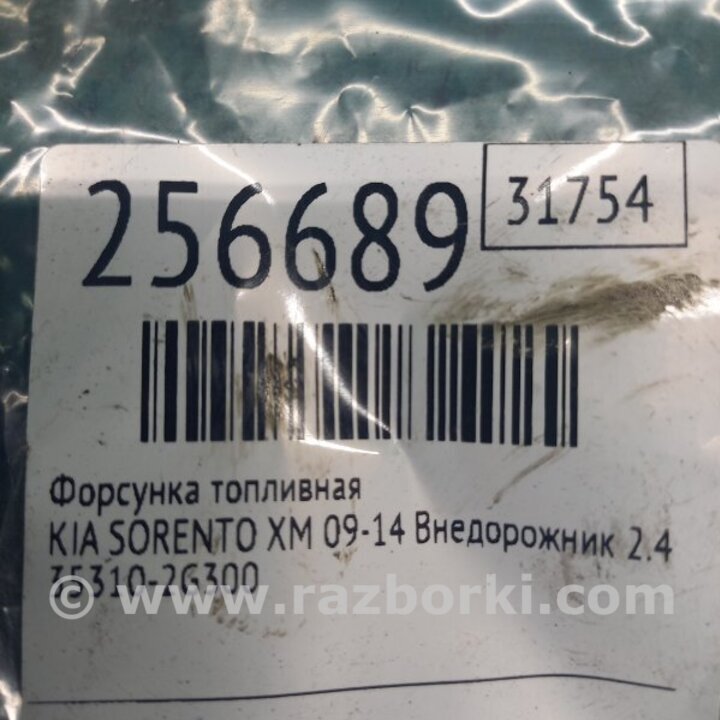 256689
31754
Форсунка топливная
KIA SORENTO XM 09-14 Внедорожник 2.4
35310-2G300
© www.razborki.com